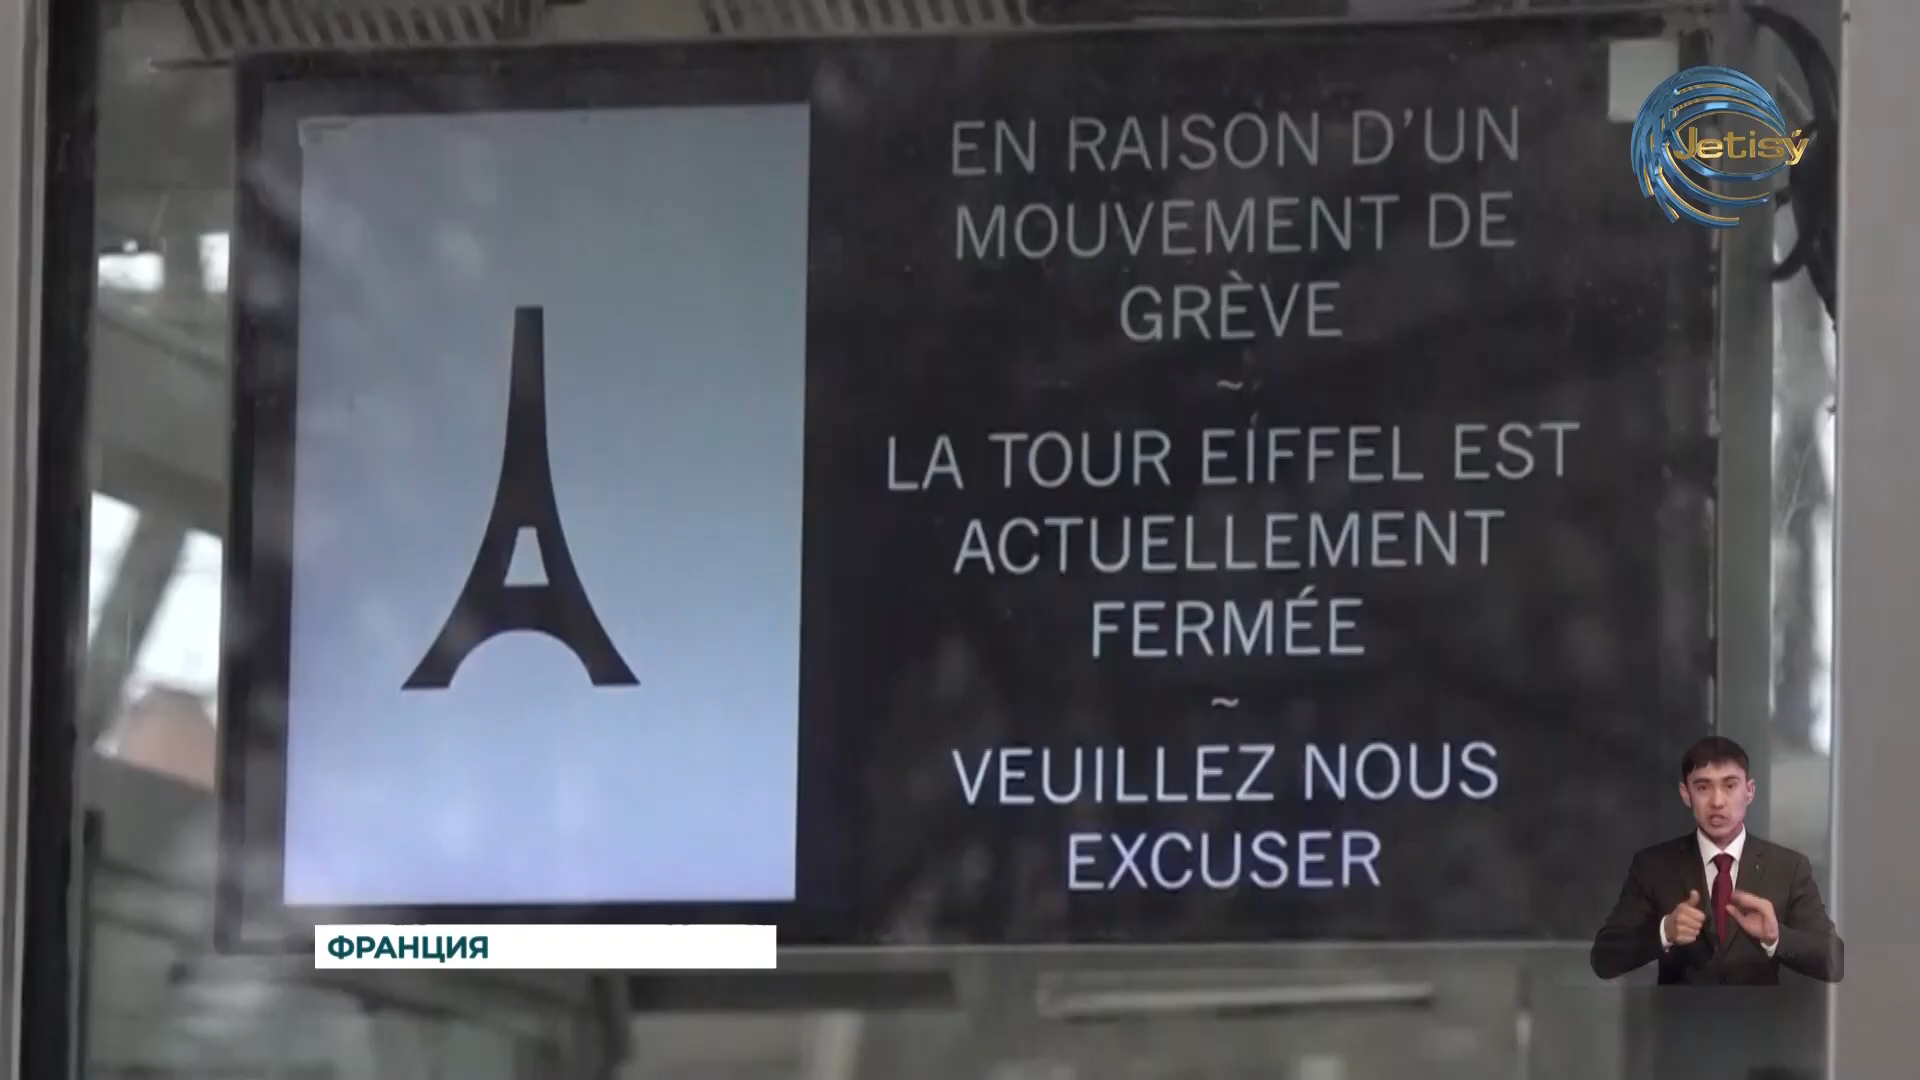 EN RAISON D'UN
MOUVEMENT DE
GRÈVE
~
LA TOUR EIFFEL EST
ACTUELLEMENT
FERMÉE
~
VEUILLEZ NOUS
EXCUSER
Jetisý
ФРАНЦИЯ